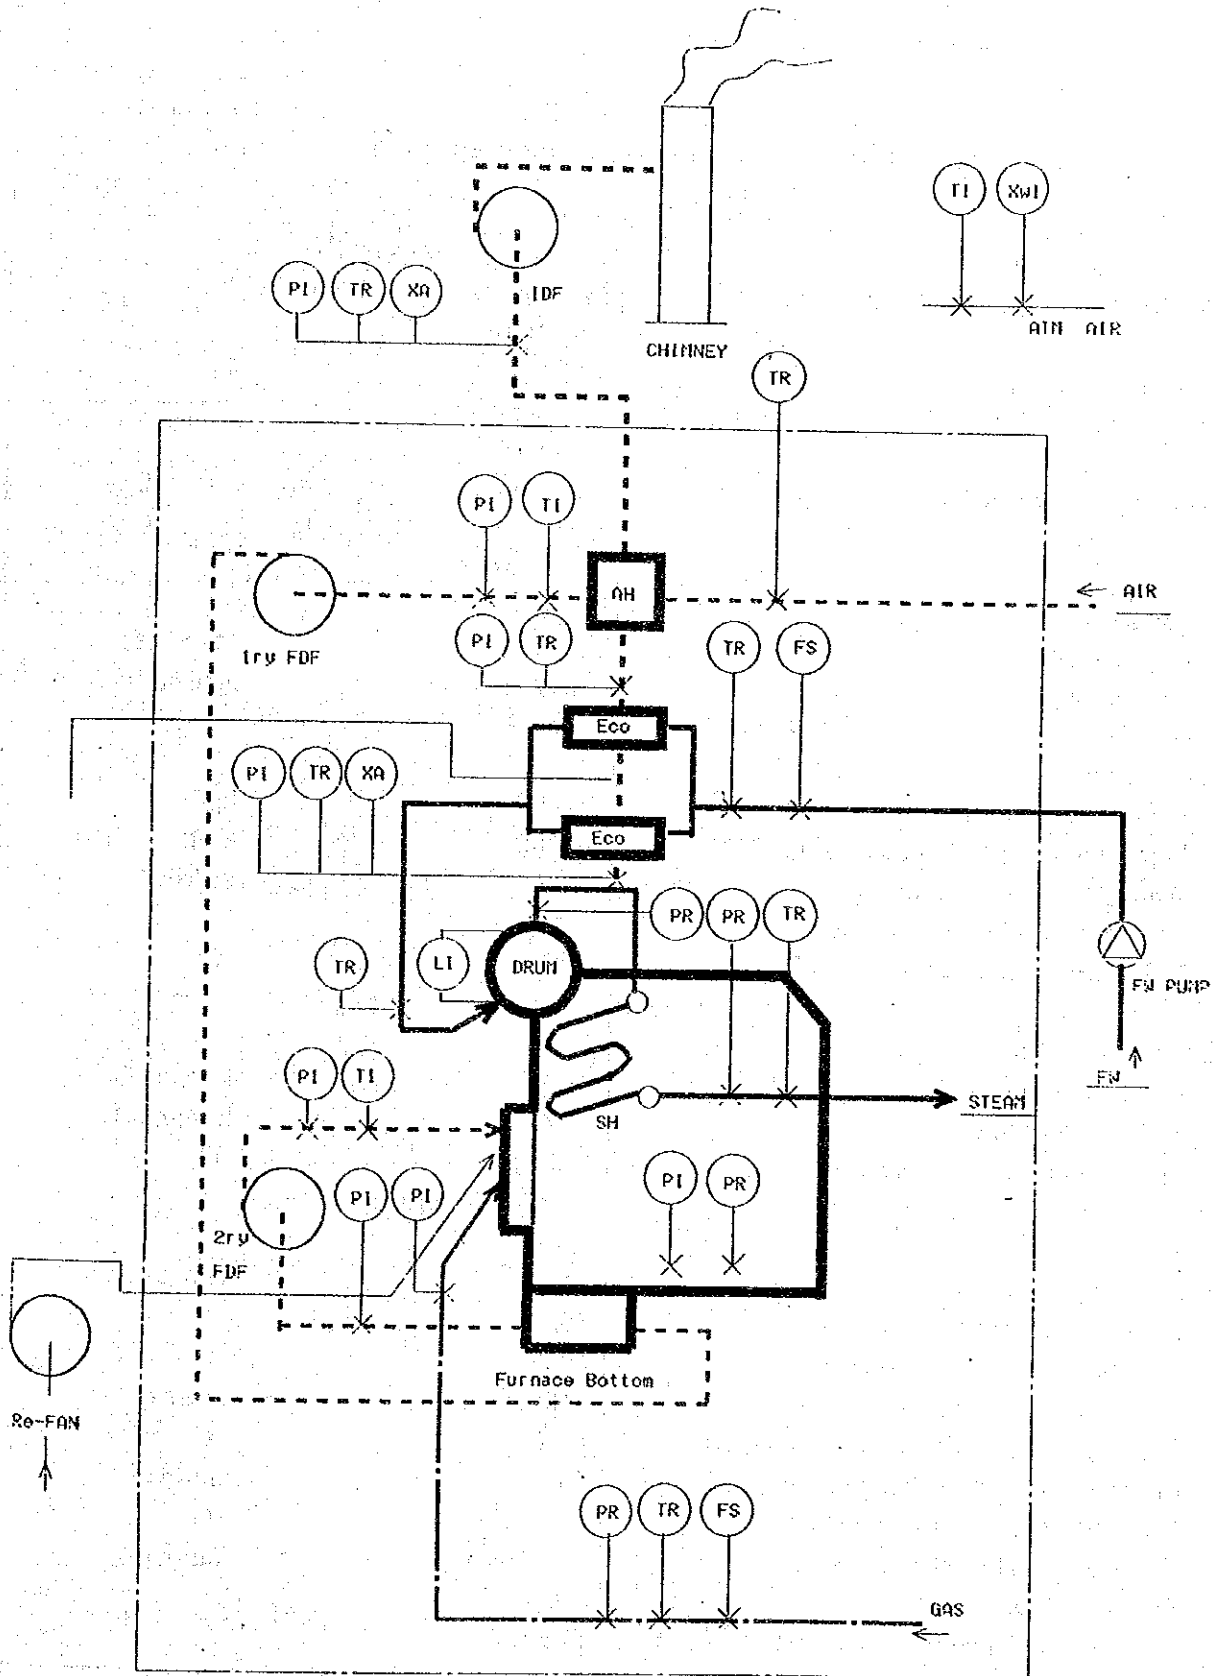 TI XWI
PI TR XA
IDF
ATM AIR
CHIMNEY
TR
PI TI
AH
AIR
PI TR
TR FS
1ry FDF
Eco
PI TR XA
Eco
PR PR TR
TR LI DRUM
FW PUMP
PI TI
FW
STEAM
SH
PI PI
PI PR
2ry
FDF
Furnace Bottom
Re-FAN
PR TR FS
GAS